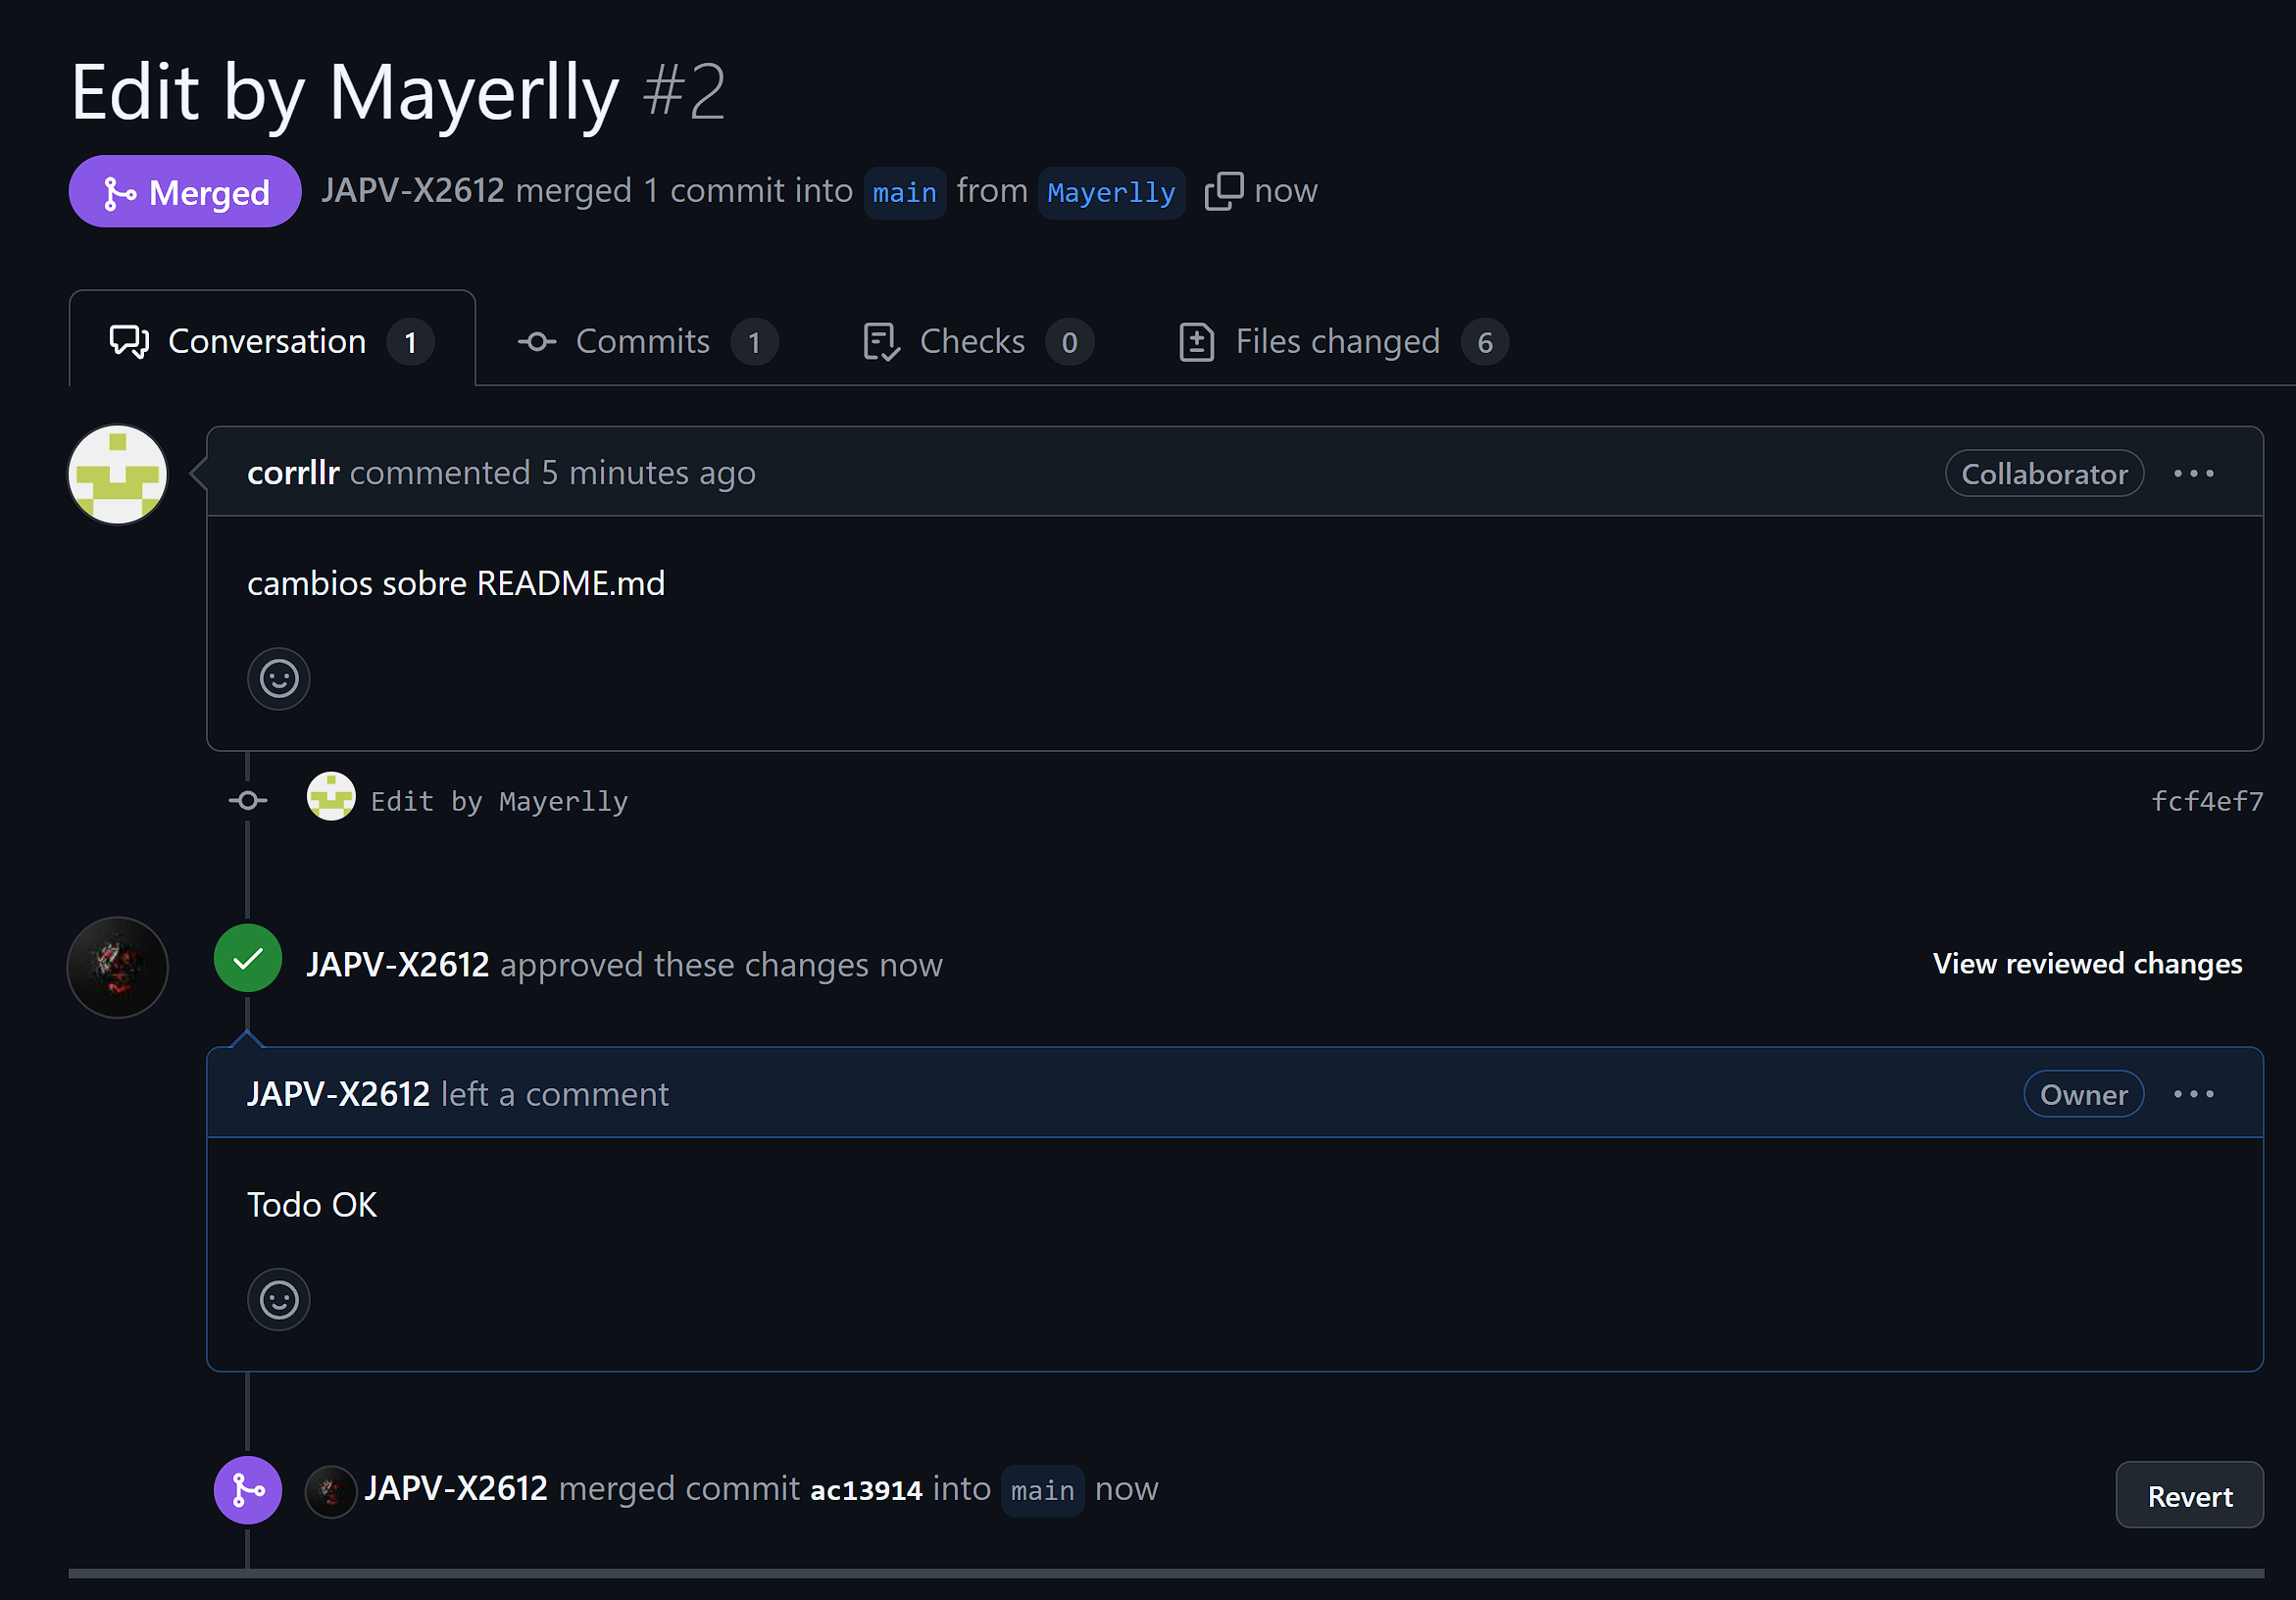 Edit by Mayerlly #2
Merged JAPV-X2612 merged 1 commit into main from Mayerlly now
Conversation 1 Commits 1 Checks 0 Files changed 6
corrllr commented 5 minutes ago Collaborator ...
cambios sobre README.md
Edit by Mayerlly fcf4ef7
JAPV-X2612 approved these changes now View reviewed changes
JAPV-X2612 left a comment Owner ...
Todo OK
JAPV-X2612 merged commit ac13914 into main now Revert